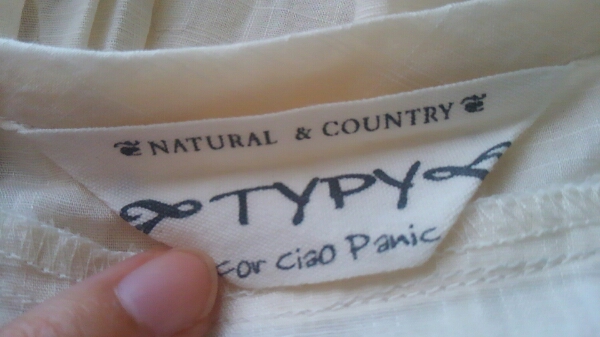 NATURAL & COUNTRY
TYPY
For ciao Panic